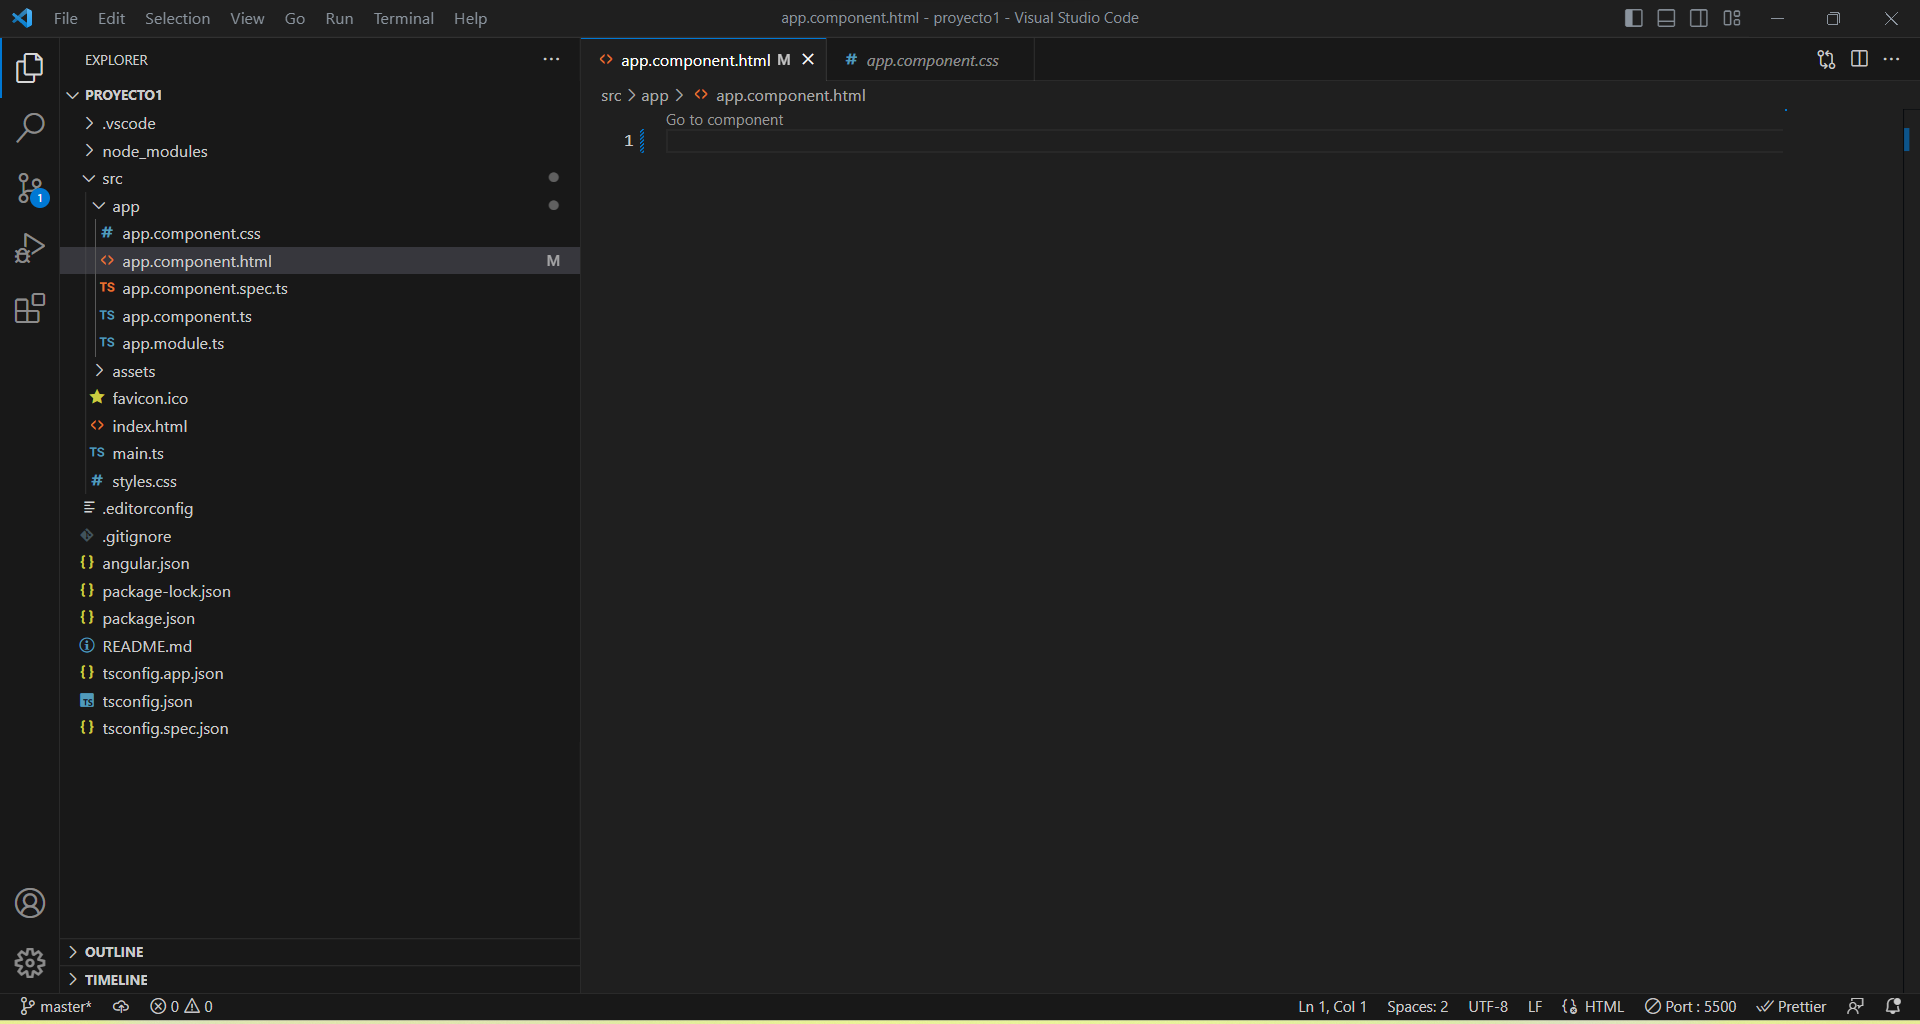 File Edit Selection View Go Run Terminal Help
app.component.html - proyecto1 - Visual Studio Code
EXPLORER
PROYECTO1
.vscode
node_modules
src
app
# app.component.css
<> app.component.html M
TS app.component.spec.ts
TS app.component.ts
TS app.module.ts
assets
favicon.ico
<> index.html
TS main.ts
# styles.css
.editorconfig
.gitignore
{} angular.json
{} package-lock.json
{} package.json
README.md
{} tsconfig.app.json
TS tsconfig.json
{} tsconfig.spec.json
OUTLINE
TIMELINE
1
<> app.component.html M
# app.component.css
src > app > <> app.component.html
Go to component
1
master* 0 0
Ln 1, Col 1 Spaces: 2 UTF-8 LF {} HTML Port : 5500 Prettier